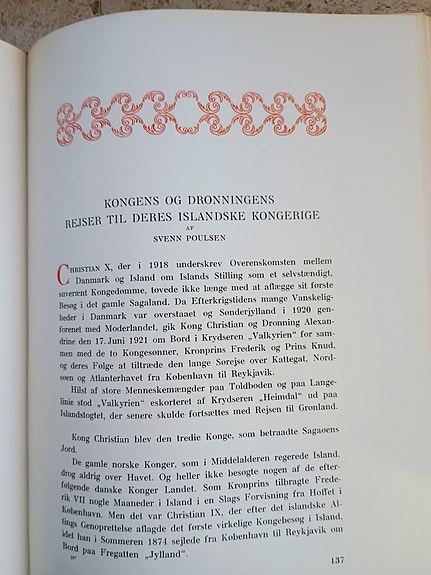 KONGENS OG DRONNINGENS
REJSER TIL DERES ISLANDSKE KONGERIGE
AF
SVENN POULSEN
CHRISTIAN X, der i 1918 underskrev Overenskomsten mellem
Danmark og Island om Islands Stilling som et selvstændigt,
suverænt Kongedømme, tøvede ikke længe med at aflægge sit første
Besøg i det gamle Sagaland. Da Efterkrigstidens mange Vanskelig-
heder i Danmark var overstaaet og Sønderjylland i 1920 gen-
forenet med Moderlandet, gik Kong Christian og Dronning Alexan-
drine den 17. Juni 1921 om Bord i Krydseren „Valkyrien“ for sam-
men med de to Kongesønner, Kronprins Frederik og Prins Knud,
og deres Følge at tiltræde den lange Sørejse over Kattegat, Nord-
søen og Atlanterhavet fra København til Reykjavik.
Hilst af store Menneskemængder paa Toldboden og paa Lange-
linie stod „Valkyrien“ eskorteret af Krydseren „Heimdal“ ud paa
Islandstogtet, der senere skulde fortsættes med Rejsen til Grønland.
Kong Christian blev den tredie Konge, som betraadte Sagaøens
Jord.
De gamle norske Konger, som i Middelalderen regerede Island,
drog aldrig over Havet. Og heller ikke besøgte nogen af de efter-
følgende danske Konger Landet. Som Kronprins tilbragte Frede-
rik VII nogle Maaneder i Island i en Slags Forvisning fra Hoffet i
København. Men det var Christian IX, der efter det islandske Al-
tings Genoprettelse aflagde det første virkelige Kongebesøg i Island,
idet han i Sommeren 1874 sejlede fra København til Reykjavik om
Bord paa Fregatten „Jylland“.
137